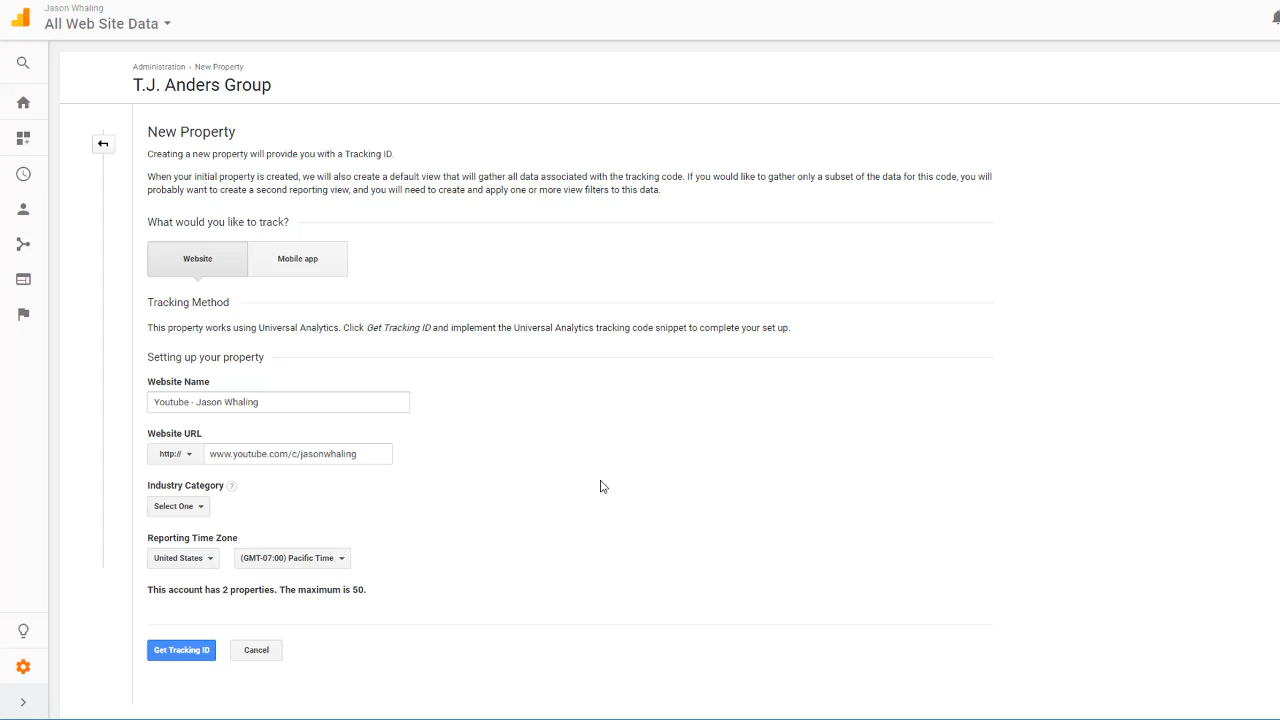 Jason Whaling
All Web Site Data
Administration › New Property
T.J. Anders Group
New Property
Creating a new property will provide you with a Tracking ID.
When your initial property is created, we will also create a default view that will gather all data associated with the tracking code. If you would like to gather only a subset of the data for this code, you will
probably want to create a second reporting view, and you will need to create and apply one or more view filters to this data.
What would you like to track?
Website
Mobile app
Tracking Method
This property works using Universal Analytics. Click Get Tracking ID and implement the Universal Analytics tracking code snippet to complete your set up.
Setting up your property
Website Name
Youtube - Jason Whaling
Website URL
http:// www.youtube.com/c/jasonwhaling
Industry Category ?
Select One
Reporting Time Zone
United States (GMT-07:00) Pacific Time
This account has 2 properties. The maximum is 50.
Get Tracking ID Cancel